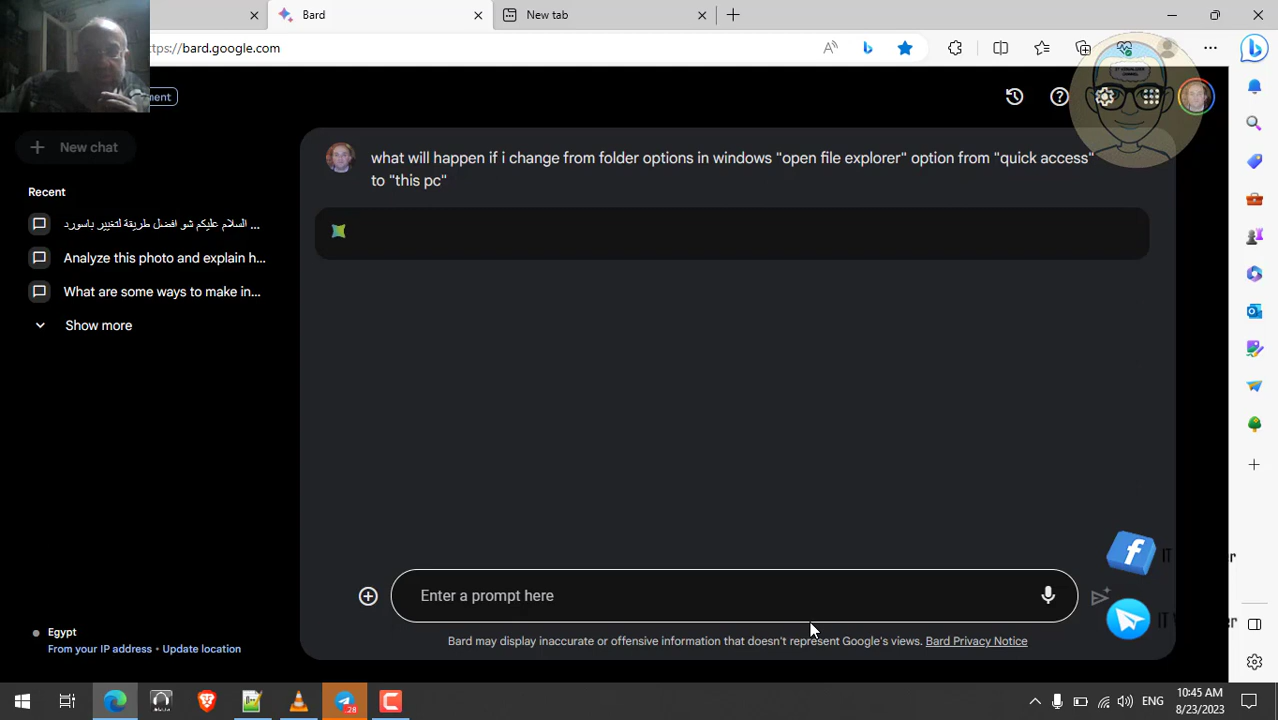 Bard
New tab
ttps://bard.google.com
ment
New chat
what will happen if i change from folder options in windows "open file explorer" option from "quick access"
to "this pc"
Recent
السلام عليكم شو افضل طريقة لتغيير باسورد ...
Analyze this photo and explain h...
What are some ways to make in...
Show more
Enter a prompt here
Bard may display inaccurate or offensive information that doesn't represent Google's views. Bard Privacy Notice
Egypt
From your IP address • Update location
28
ENG
10:45 AM
8/23/2023